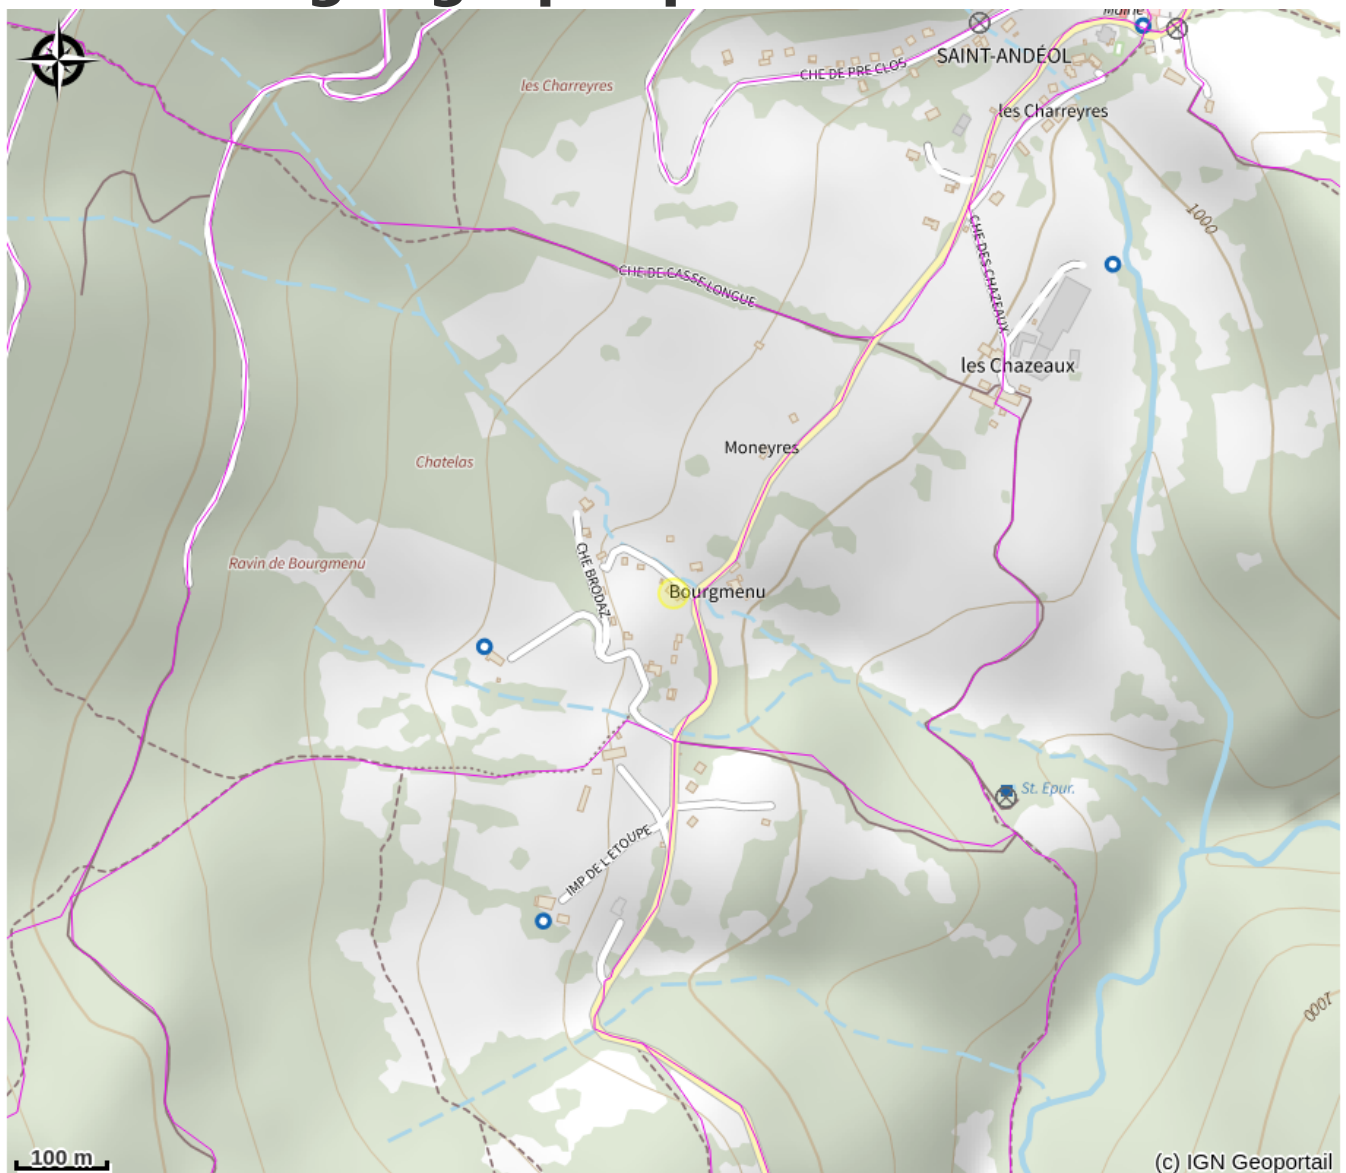 Mairie
SAINT-ANDÉOL
CHE DE PRE CLOS
les Charreyres
les Charreyres
1000
CHE DES CHAZEAUX
CHE DE CASSE LONGUE
les Chazeaux
Moneyres
Chatelas
Ravin de Bourgmenu
CHE BRODAZ
Bourgmenu
St. Epur.
IMP DE L'ETOUPE
1000
100 m
(c) IGN Geoportail